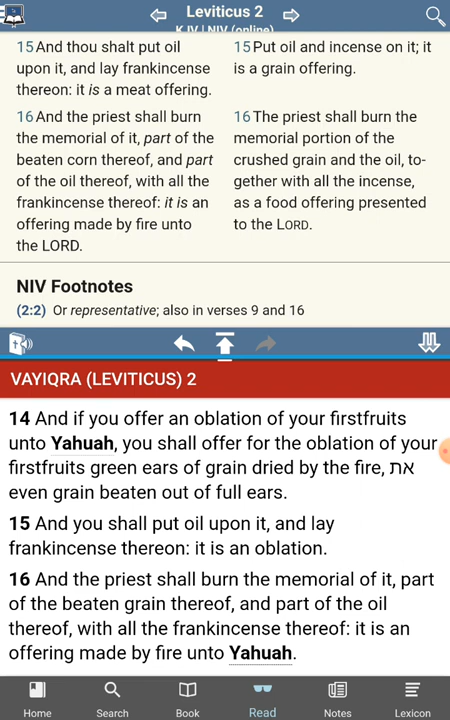 Leviticus 2
KJV | NIV (online)
15 And thou shalt put oil
upon it, and lay frankincense
thereon: it is a meat offering.
16 And the priest shall burn
the memorial of it, part of the
beaten corn thereof, and part
of the oil thereof, with all the
frankincense thereof: it is an
offering made by fire unto
the LORD.
15 Put oil and incense on it; it
is a grain offering.
16 The priest shall burn the
memorial portion of the
crushed grain and the oil, to-
gether with all the incense,
as a food offering presented
to the LORD.
NIV Footnotes
(2:2) Or representative; also in verses 9 and 16
VAYIQRA (LEVITICUS) 2
14 And if you offer an oblation of your firstfruits
unto Yahuah, you shall offer for the oblation of your
firstfruits green ears of grain dried by the fire, את
even grain beaten out of full ears.
15 And you shall put oil upon it, and lay
frankincense thereon: it is an oblation.
16 And the priest shall burn the memorial of it, part
of the beaten grain thereof, and part of the oil
thereof, with all the frankincense thereof: it is an
offering made by fire unto Yahuah.
Home Search Book Read Notes Lexicon